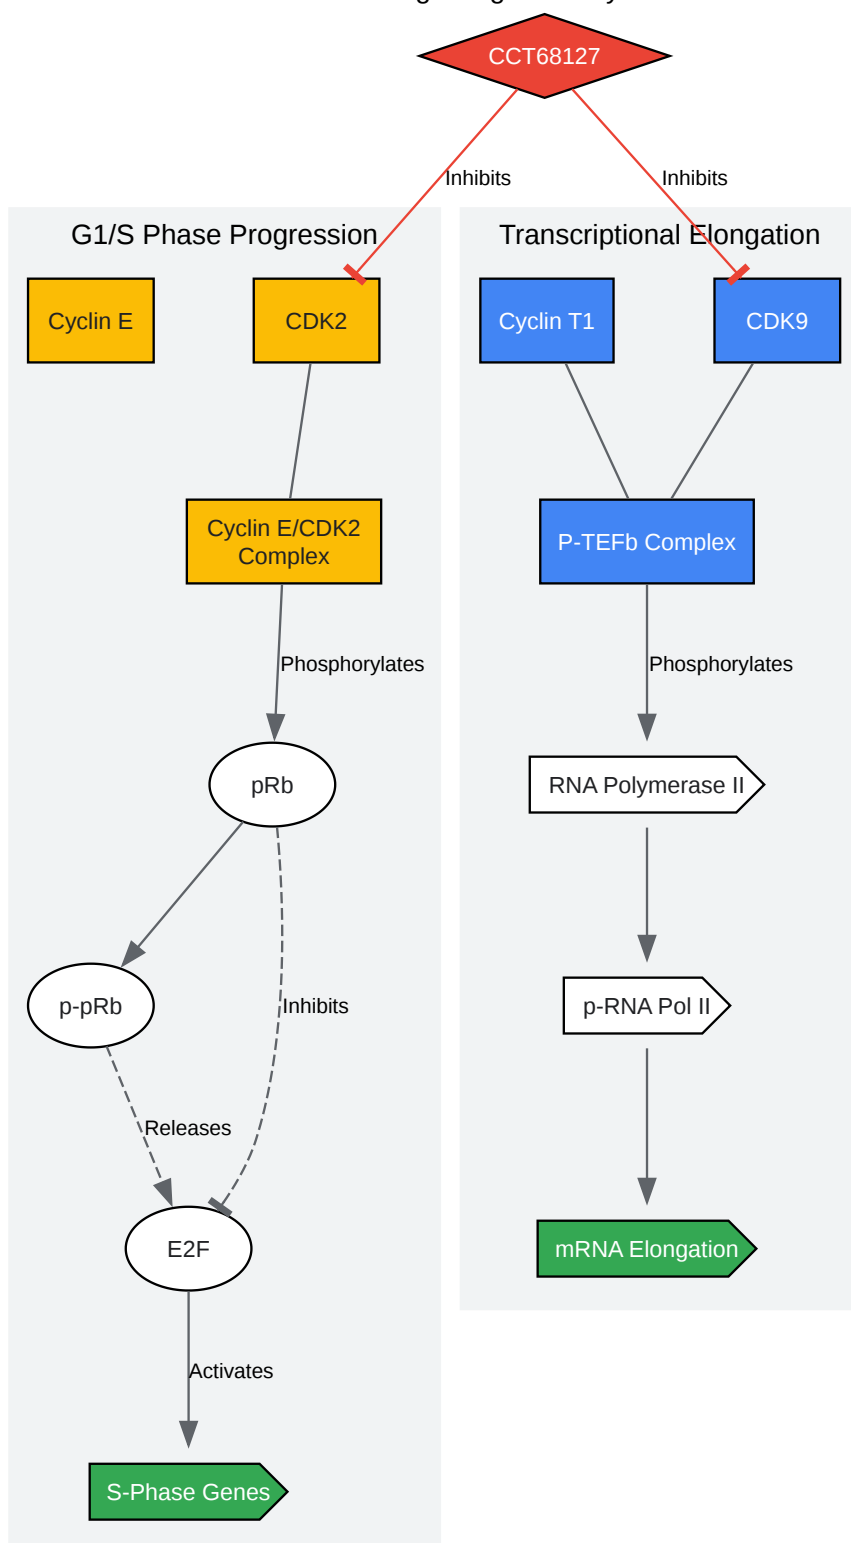 CCT68127
Inhibits
Inhibits
G1/S Phase Progression
Transcriptional Elongation
Cyclin E
CDK2
Cyclin T1
CDK9
Cyclin E/CDK2
Complex
P-TEFb Complex
Phosphorylates
Phosphorylates
pRb
RNA Polymerase II
p-pRb
Inhibits
p-RNA Pol II
Releases
E2F
mRNA Elongation
Activates
S-Phase Genes